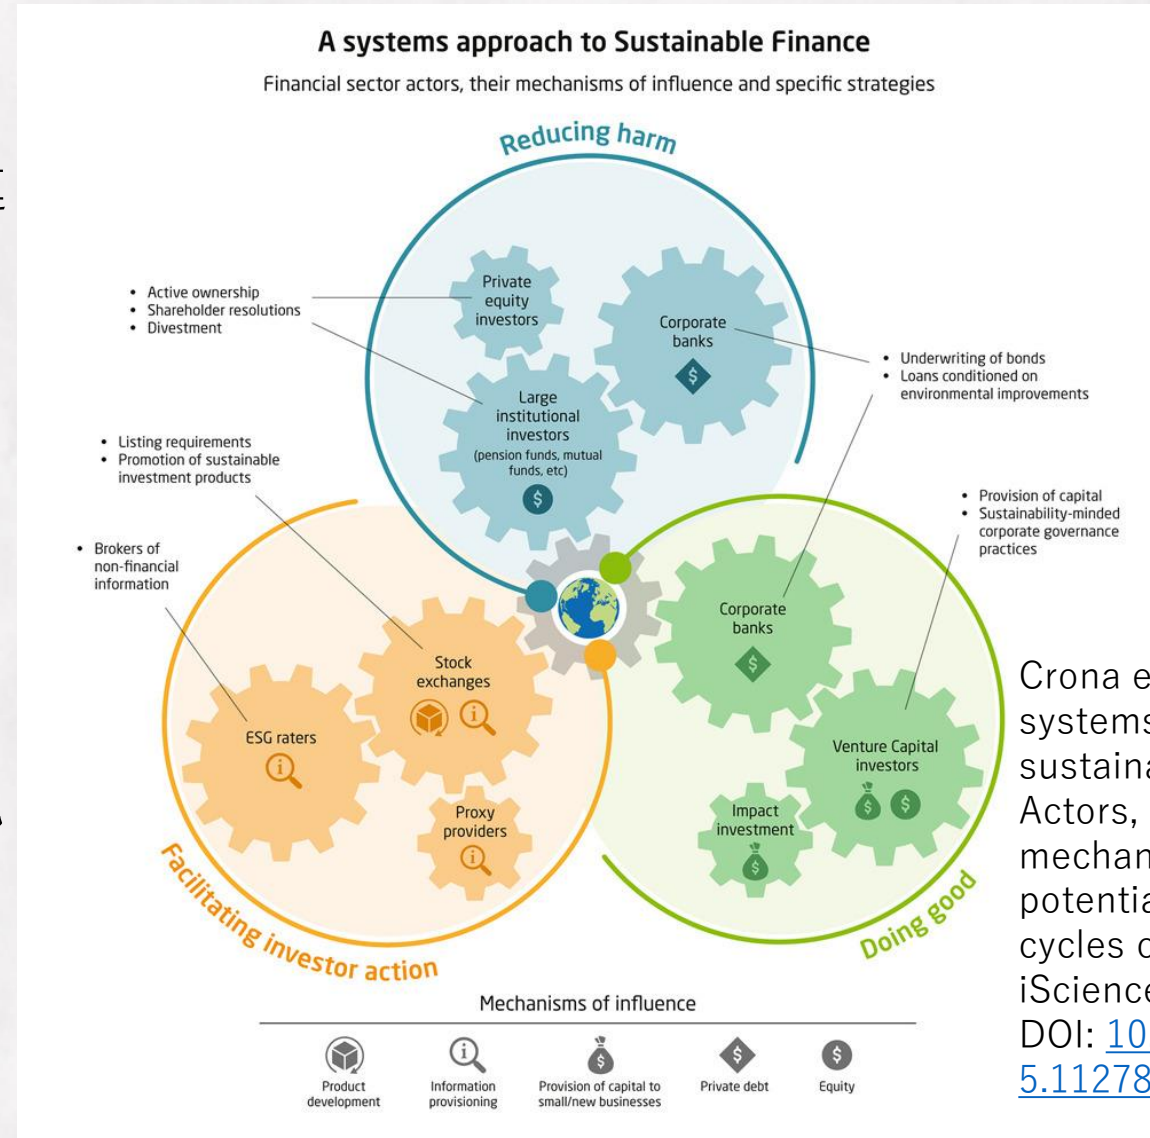 A systems approach to Sustainable Finance
Financial sector actors, their mechanisms of influence and specific strategies
Reducing harm
Private
equity
investors
Corporate
banks
• Active ownership
• Shareholder resolutions
• Divestment
• Underwriting of bonds
• Loans conditioned on
environmental improvements
Large
institutional
investors
(pension funds, mutual
funds, etc)
• Listing requirements
• Promotion of sustainable
investment products
• Provision of capital
• Sustainability-minded
corporate governance
practices
• Brokers of
non-financial
information
Corporate
banks
Stock
exchanges
ESG raters
Venture Capital
investors
Proxy
providers
Impact
investment
Facilitating investor action
Doing good
Crona e
systems
sustaina
Actors,
mechan
potentia
cycles o
iScience
DOI: 10
5.11278
Mechanisms of influence
Product
development
Information
provisioning
Provision of capital to
small/new businesses
Private debt
Equity